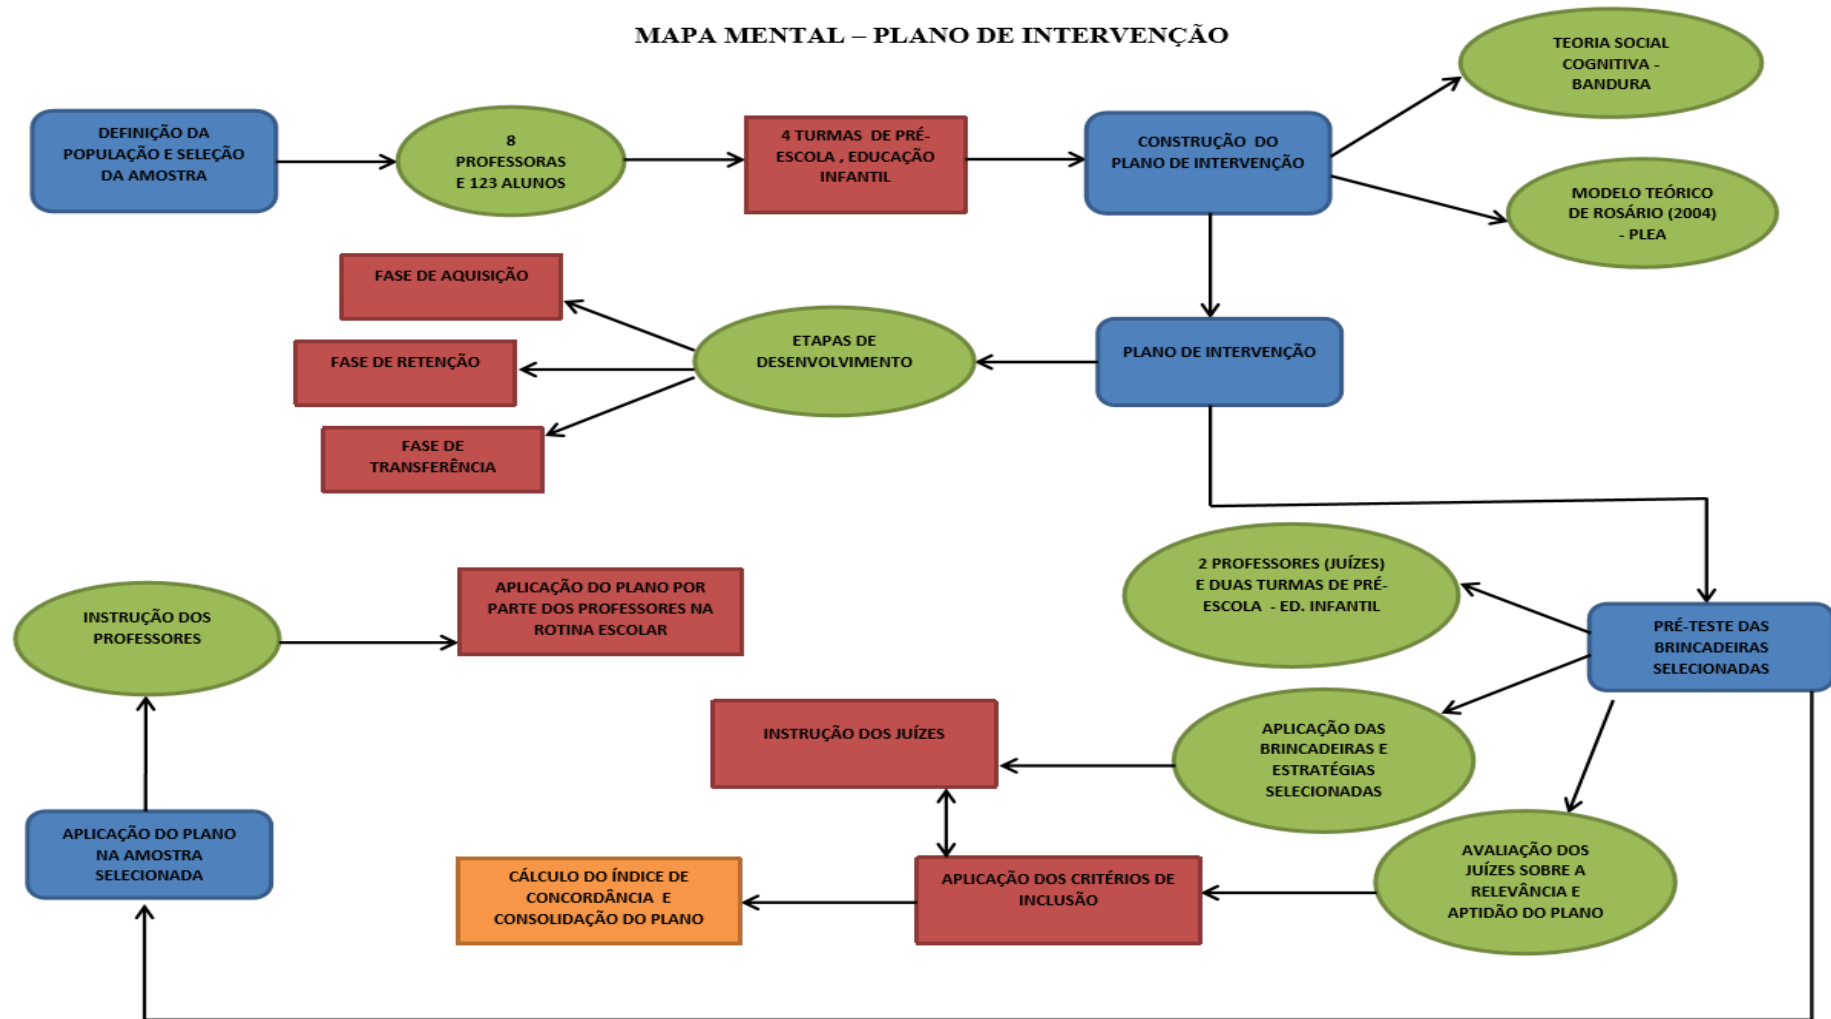 MAPA MENTAL – PLANO DE INTERVENÇÃO
TEORIA SOCIAL
COGNITIVA -
BANDURA
DEFINIÇÃO DA
POPULAÇÃO E SELEÇÃO
DA AMOSTRA
8
PROFESSORAS
E 123 ALUNOS
4 TURMAS DE PRÉ-
ESCOLA , EDUCAÇÃO
INFANTIL
CONSTRUÇÃO DO
PLANO DE INTERVENÇÃO
MODELO TEÓRICO
DE ROSÁRIO (2004)
- PLEA
FASE DE AQUISIÇÃO
FASE DE RETENÇÃO
FASE DE
TRANSFERÊNCIA
ETAPAS DE
DESENVOLVIMENTO
PLANO DE INTERVENÇÃO
2 PROFESSORES (JUÍZES)
E DUAS TURMAS DE PRÉ-
ESCOLA - ED. INFANTIL
INSTRUÇÃO DOS
PROFESSORES
APLICAÇÃO DO PLANO POR
PARTE DOS PROFESSORES NA
ROTINA ESCOLAR
PRÉ-TESTE DAS
BRINCADEIRAS
SELECIONADAS
INSTRUÇÃO DOS JUÍZES
APLICAÇÃO DAS
BRINCADEIRAS E
ESTRATÉGIAS
SELECIONADAS
APLICAÇÃO DO PLANO
NA AMOSTRA
SELECIONADA
CÁLCULO DO ÍNDICE DE
CONCORDÂNCIA E
CONSOLIDAÇÃO DO PLANO
APLICAÇÃO DOS CRITÉRIOS DE
INCLUSÃO
AVALIAÇÃO DOS
JUÍZES SOBRE A
RELEVÂNCIA E
APTIDÃO DO PLANO